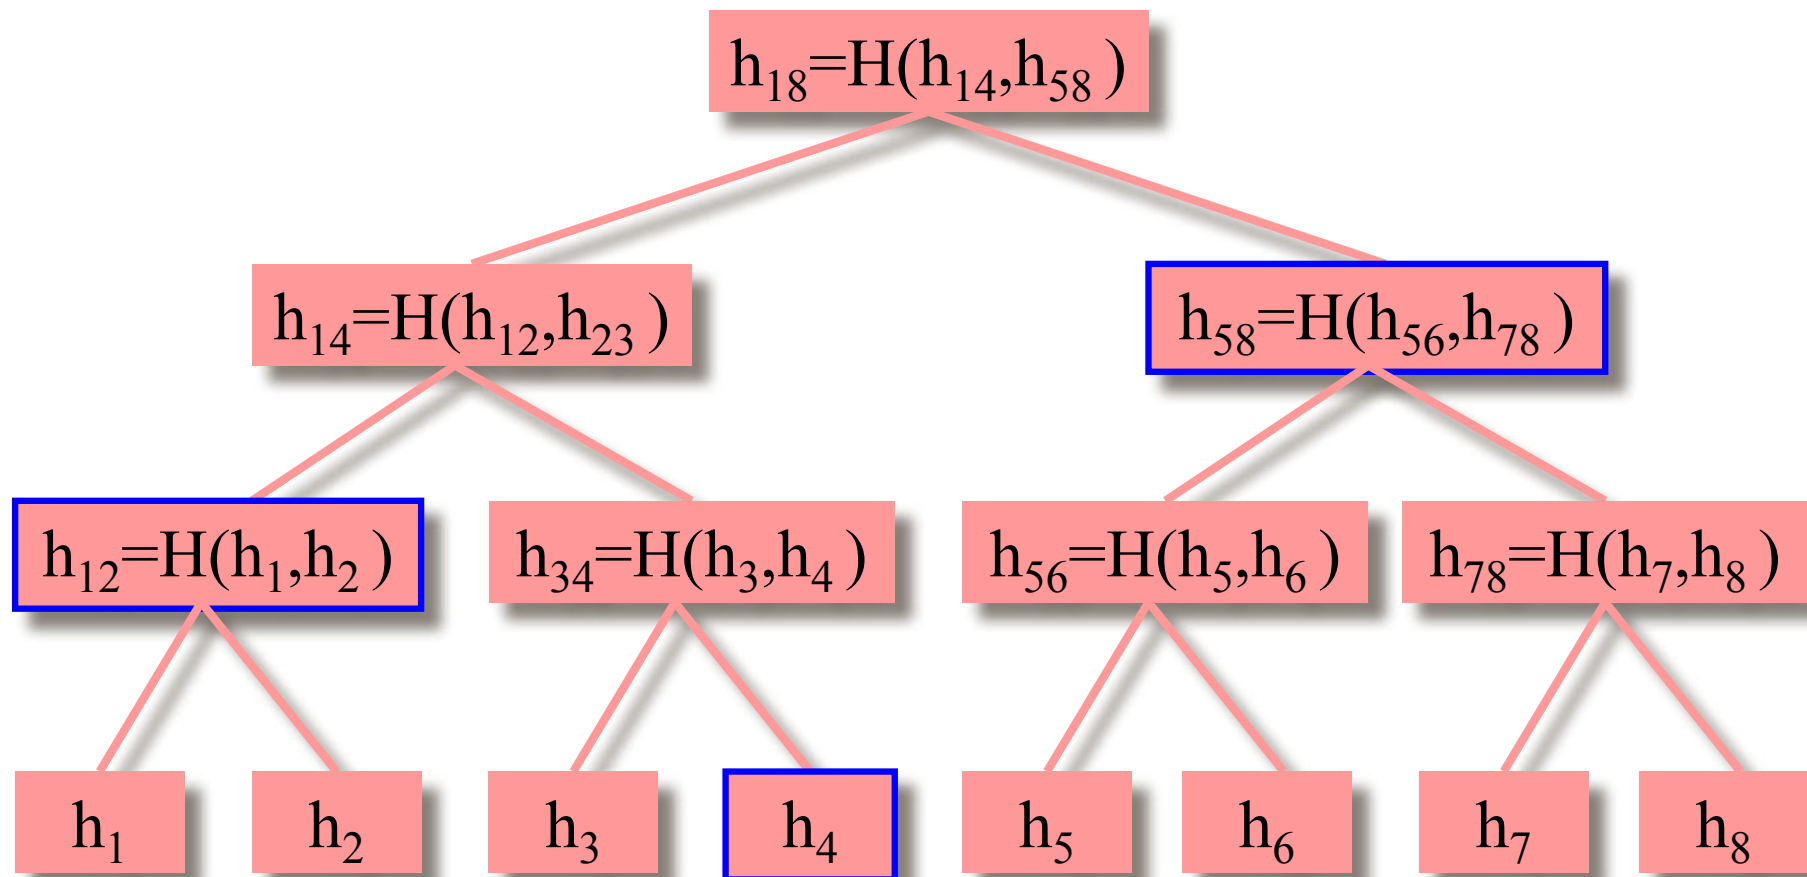 h18=H(h14,h58 )
h14=H(h12,h23 )
h58=H(h56,h78 )
h12=H(h1,h2 )
h34=H(h3,h4 )
h56=H(h5,h6 )
h78=H(h7,h8 )
h1
h2
h3
h4
h5
h6
h7
h8